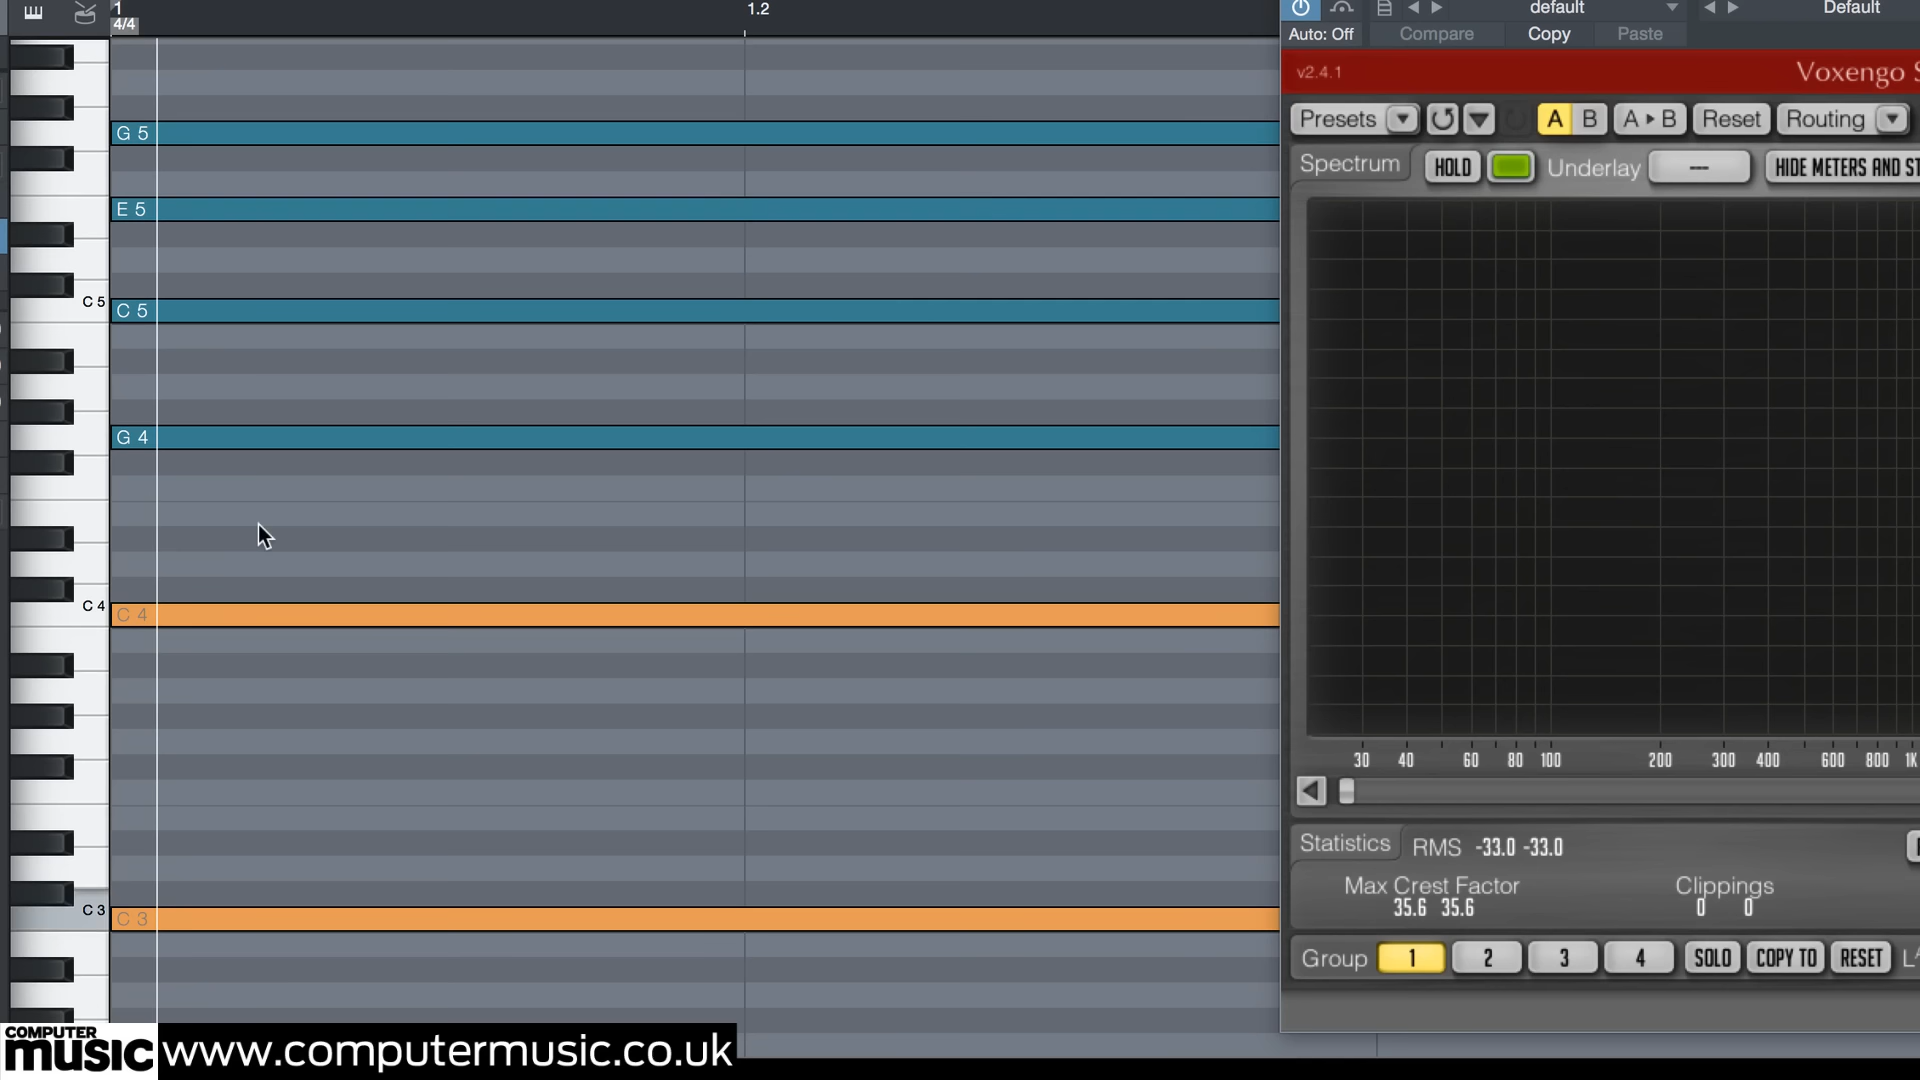 1
1.2
4/4
G 5
E 5
C 5
C 5
G 4
C 4
C 4
C 3
C 3
default
Default
Auto: Off
Compare
Copy
Paste
v2.4.1
Voxengo S
Presets
A
B
A▸B
Reset
Routing
Spectrum
HOLD
Underlay
---
HIDE METERS AND ST
30 40 60 80 100 200 300 400 600 800 1K
Statistics
RMS -33.0 -33.0
Max Crest Factor
35.6 35.6
Clippings
0 0
Group
1
2
3
4
SOLO
COPY TO
RESET
COMPUTER
music
www.computermusic.co.uk